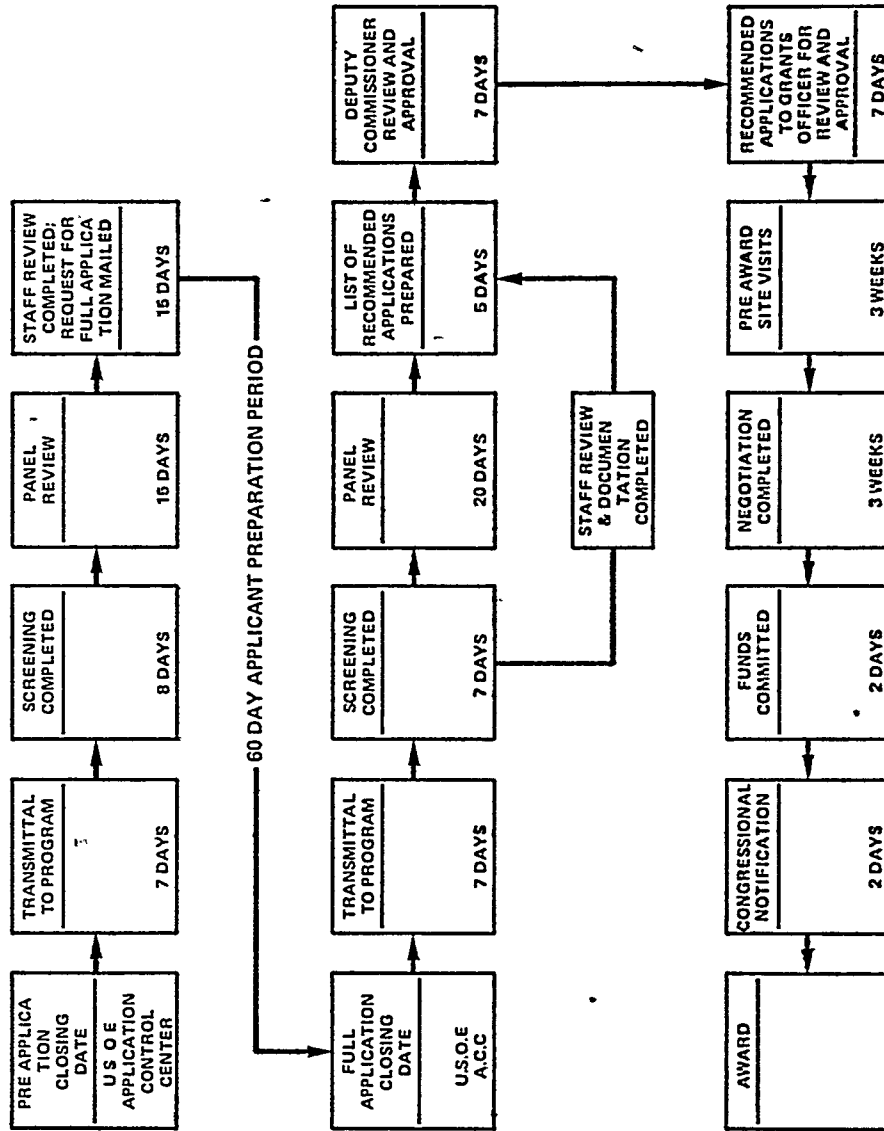 PRE APPLICA
TION
CLOSING
DATE
U S O E
APPLICATION
CONTROL
CENTER
TRANSMITTAL
TO PROGRAM
7 DAYS
SCREENING
COMPLETED
8 DAYS
PANEL
REVIEW
15 DAYS
STAFF REVIEW
COMPLETED;
REQUEST FOR
FULL APPLICA
TION MAILED
15 DAYS
60 DAY APPLICANT PREPARATION PERIOD
FULL
APPLICATION
CLOSING
DATE
U.S.O.E
A.C.C
TRANSMITTAL
TO PROGRAM
7 DAYS
SCREENING
COMPLETED
7 DAYS
PANEL
REVIEW
20 DAYS
STAFF REVIEW
& DOCUMEN
TATION
COMPLETED
LIST OF
RECOMMENDED
APPLICATIONS
PREPARED
5 DAYS
DEPUTY
COMMISSIONER
REVIEW AND
APPROVAL
7 DAYS
RECOMMENDED
APPLICATIONS
TO GRANTS
OFFICER FOR
REVIEW AND
APPROVAL
7 DAYS
PRE AWARD
SITE VISITS
3 WEEKS
NEGOTIATION
COMPLETED
3 WEEKS
FUNDS
COMMITTED
2 DAYS
CONGRESSIONAL
NOTIFICATION
2 DAYS
AWARD